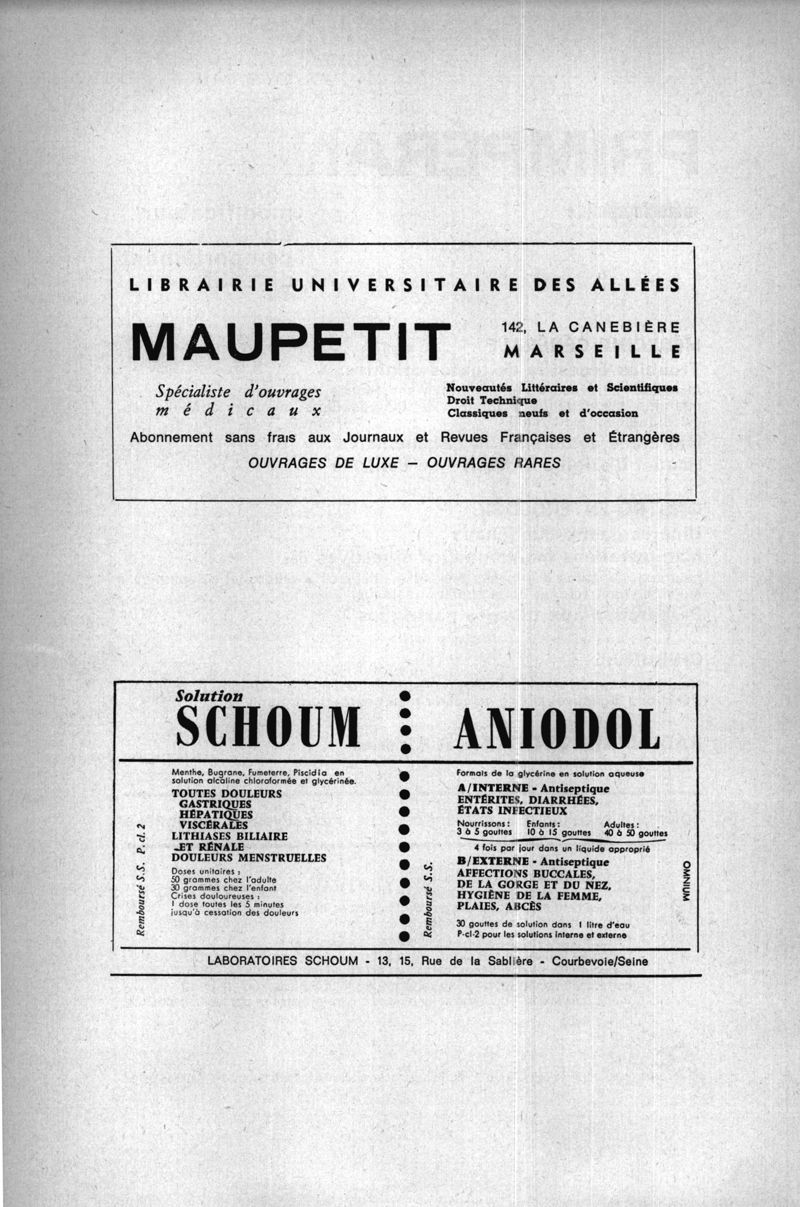 LIBRAIRIE UNIVERSITAIRE DES ALLÉES
MAUPETIT
142, LA CANEBIÈRE
MARSEILLE
Spécialiste d'ouvrages
médicaux
Nouveautés Littéraires et Scientifiques
Droit Technique
Classiques neufs et d'occasion
Abonnement sans frais aux Journaux et Revues Françaises et Étrangères
OUVRAGES DE LUXE – OUVRAGES RARES
Solution
SCHOUM
Menthe, Bugrane, Fumeterre, Piscidia en
solution alcaline chloroformée et glycérinée.
TOUTES DOULEURS
GASTRIQUES
HÉPATIQUES
VISCÉRALES
LITHIASES BILIAIRE
ET RÉNALE
DOULEURS MENSTRUELLES
Doses unitaires :
50 grammes chez l'adulte
30 grammes chez l'enfant
Crises douloureuses :
1 dose toutes les 5 minutes
jusqu'à cessation des douleurs
Remboursé S.S. P. cl. 2
ANIODOL
Formals de la glycérine en solution aqueuse
A/INTERNE - Antiseptique
ENTÉRITES, DIARRHÉES,
ÉTATS INFECTIEUX
Nourrissons : Enfants : Adultes :
3 à 5 gouttes 10 à 15 gouttes 40 à 50 gouttes
4 fois par jour dans un liquide approprié
B/EXTERNE - Antiseptique
AFFECTIONS BUCCALES,
DE LA GORGE ET DU NEZ,
HYGIÈNE DE LA FEMME,
PLAIES, ABCÈS
30 gouttes de solution dans 1 litre d'eau
P-cl-2 pour les solutions interne et externe
Remboursé S.S.
OMNIUM
LABORATOIRES SCHOUM - 13, 15, Rue de la Sablière - Courbevoie/Seine